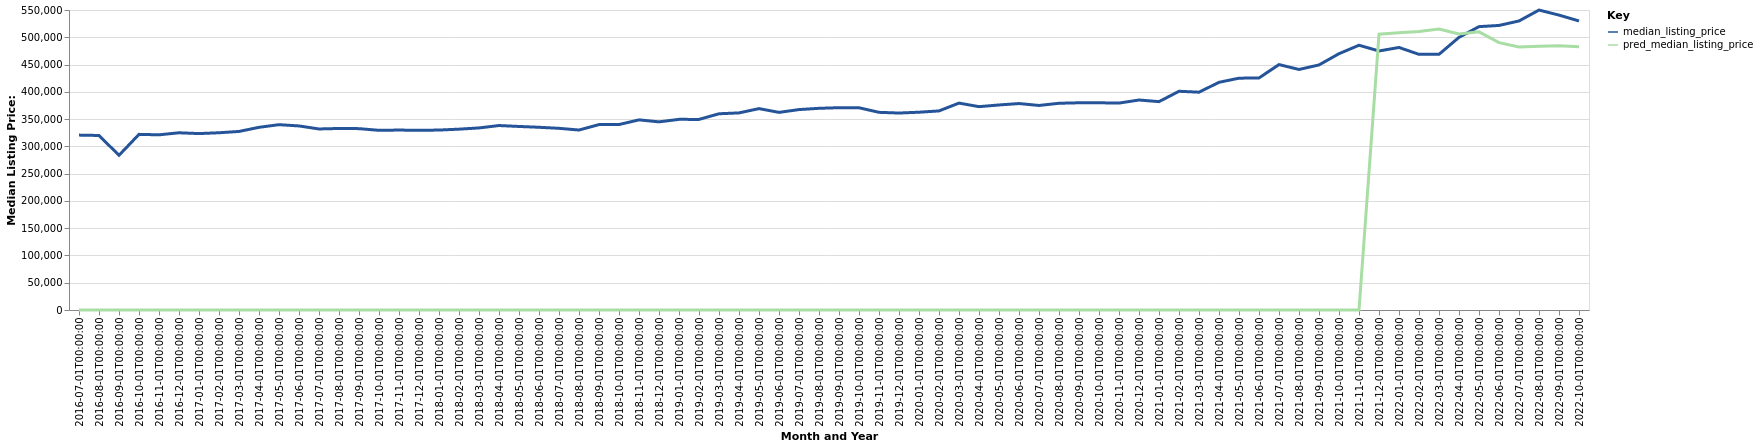 550,000
500,000
450,000
400,000
350,000
300,000
250,000
200,000
150,000
100,000
50,000
0
Median Listing Price:
2016-07-01T00:00:00
2016-08-01T00:00:00
2016-09-01T00:00:00
2016-10-01T00:00:00
2016-11-01T00:00:00
2016-12-01T00:00:00
2017-01-01T00:00:00
2017-02-01T00:00:00
2017-03-01T00:00:00
2017-04-01T00:00:00
2017-05-01T00:00:00
2017-06-01T00:00:00
2017-07-01T00:00:00
2017-08-01T00:00:00
2017-09-01T00:00:00
2017-10-01T00:00:00
2017-11-01T00:00:00
2017-12-01T00:00:00
2018-01-01T00:00:00
2018-02-01T00:00:00
2018-03-01T00:00:00
2018-04-01T00:00:00
2018-05-01T00:00:00
2018-06-01T00:00:00
2018-07-01T00:00:00
2018-08-01T00:00:00
2018-09-01T00:00:00
2018-10-01T00:00:00
2018-11-01T00:00:00
2018-12-01T00:00:00
2019-01-01T00:00:00
2019-02-01T00:00:00
2019-03-01T00:00:00
2019-04-01T00:00:00
2019-05-01T00:00:00
2019-06-01T00:00:00
2019-07-01T00:00:00
2019-08-01T00:00:00
2019-09-01T00:00:00
2019-10-01T00:00:00
2019-11-01T00:00:00
2019-12-01T00:00:00
2020-01-01T00:00:00
2020-02-01T00:00:00
2020-03-01T00:00:00
2020-04-01T00:00:00
2020-05-01T00:00:00
2020-06-01T00:00:00
2020-07-01T00:00:00
2020-08-01T00:00:00
2020-09-01T00:00:00
2020-10-01T00:00:00
2020-11-01T00:00:00
2020-12-01T00:00:00
2021-01-01T00:00:00
2021-02-01T00:00:00
2021-03-01T00:00:00
2021-04-01T00:00:00
2021-05-01T00:00:00
2021-06-01T00:00:00
2021-07-01T00:00:00
2021-08-01T00:00:00
2021-09-01T00:00:00
2021-10-01T00:00:00
2021-11-01T00:00:00
2021-12-01T00:00:00
2022-01-01T00:00:00
2022-02-01T00:00:00
2022-03-01T00:00:00
2022-04-01T00:00:00
2022-05-01T00:00:00
2022-06-01T00:00:00
2022-07-01T00:00:00
2022-08-01T00:00:00
2022-09-01T00:00:00
2022-10-01T00:00:00
Month and Year
Key
median_listing_price
pred_median_listing_price